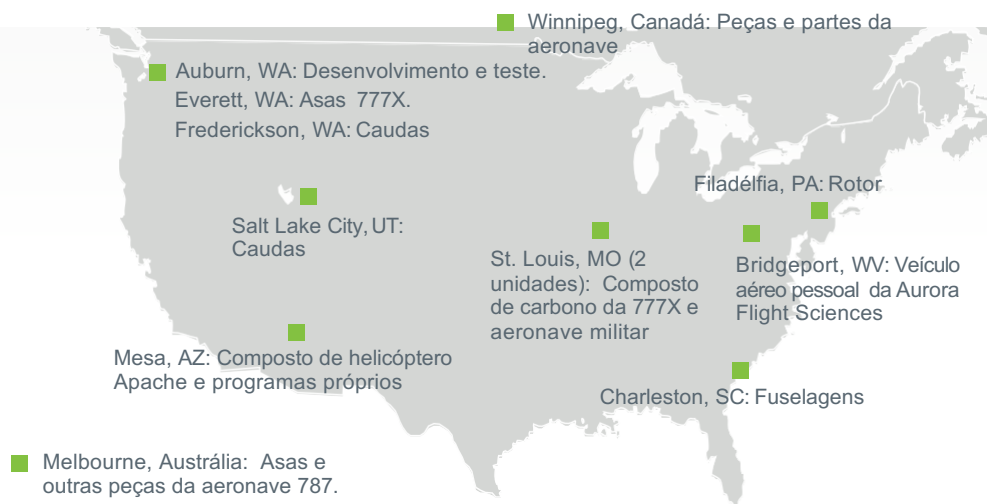 Winnipeg, Canadá: Peças e partes da
aeronave
Auburn, WA: Desenvolvimento e teste.
Everett, WA: Asas 777X.
Frederickson, WA: Caudas
Filadélfia, PA: Rotor
Salt Lake City, UT:
Caudas
St. Louis, MO (2
unidades): Composto
de carbono da 777X e
aeronave militar
Bridgeport, WV: Veículo
aéreo pessoal da Aurora
Flight Sciences
Mesa, AZ: Composto de helicóptero
Apache e programas próprios
Charleston, SC: Fuselagens
Melbourne, Austrália: Asas e
outras peças da aeronave 787.